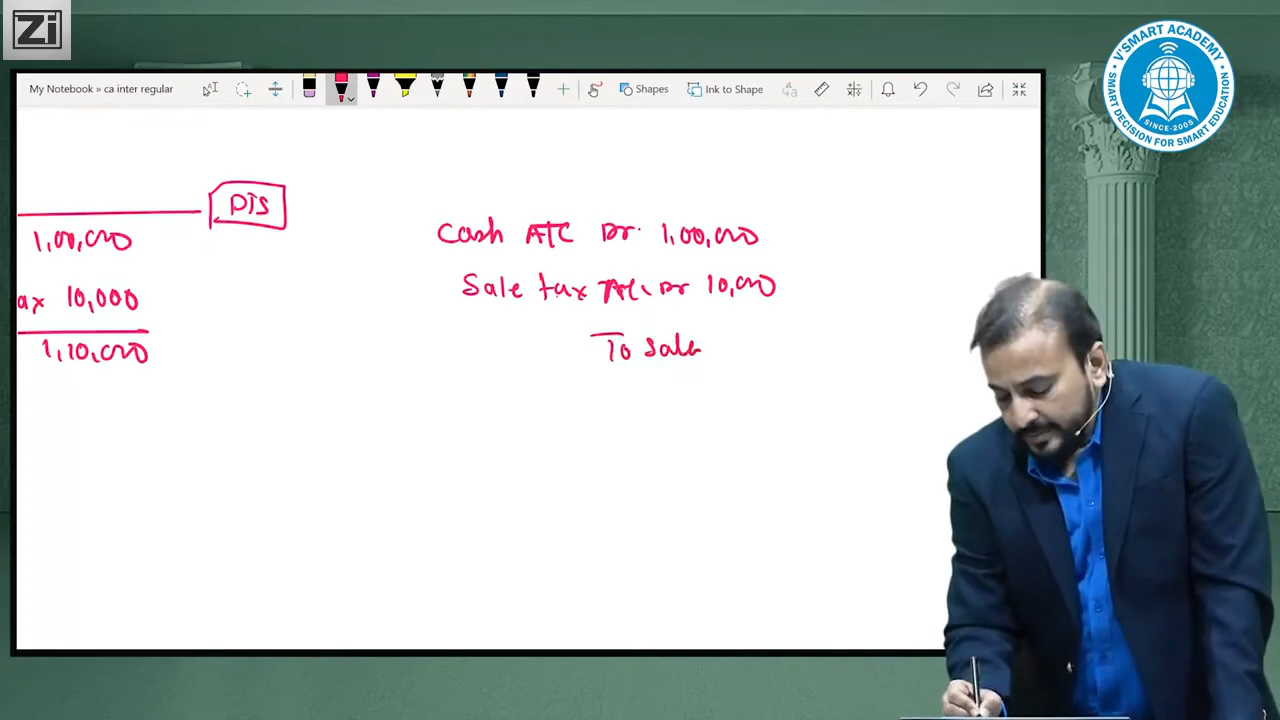 Zi
My Notebook » ca inter regular
Shapes
Ink to Shape
V'SMART ACADEMY
SINCE-2006
SMART DECISION FOR SMART EDUCATION
DTS
1,00,000
ax 10,000
1,10,000
Cash A/C Dr. 1,00,000
Sale tax A/C. Dr 10,000
To Sale